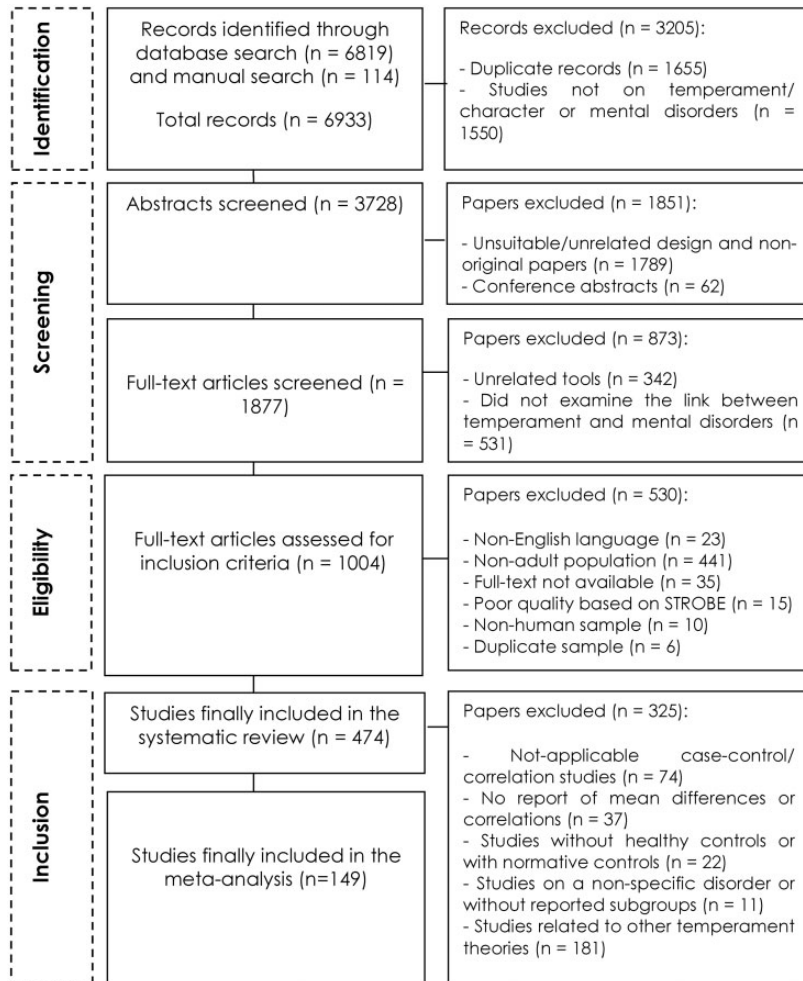 Identification
Records identified through
database search (n = 6819)
and manual search (n = 114)
Total records (n = 6933)
Records excluded (n = 3205):
- Duplicate records (n = 1655)
- Studies not on temperament/
character or mental disorders (n =
1550)
Screening
Abstracts screened (n = 3728)
Papers excluded (n = 1851):
- Unsuitable/unrelated design and non-
original papers (n = 1789)
- Conference abstracts (n = 62)
Full-text articles screened (n =
1877)
Papers excluded (n = 873):
- Unrelated tools (n = 342)
- Did not examine the link between
temperament and mental disorders (n
= 531)
Eligibility
Full-text articles assessed for
inclusion criteria (n = 1004)
Papers excluded (n = 530):
- Non-English language (n = 23)
- Non-adult population (n = 441)
- Full-text not available (n = 35)
- Poor quality based on STROBE (n = 15)
- Non-human sample (n = 10)
- Duplicate sample (n = 6)
Inclusion
Studies finally included in the
systematic review (n = 474)
Papers excluded (n = 325):
- Not-applicable case-control/
correlation studies (n = 74)
- No report of mean differences or
correlations (n = 37)
- Studies without healthy controls or
with normative controls (n = 22)
- Studies on a non-specific disorder or
without reported subgroups (n = 11)
- Studies related to other temperament
theories (n = 181)
Studies finally included in the
meta-analysis (n=149)